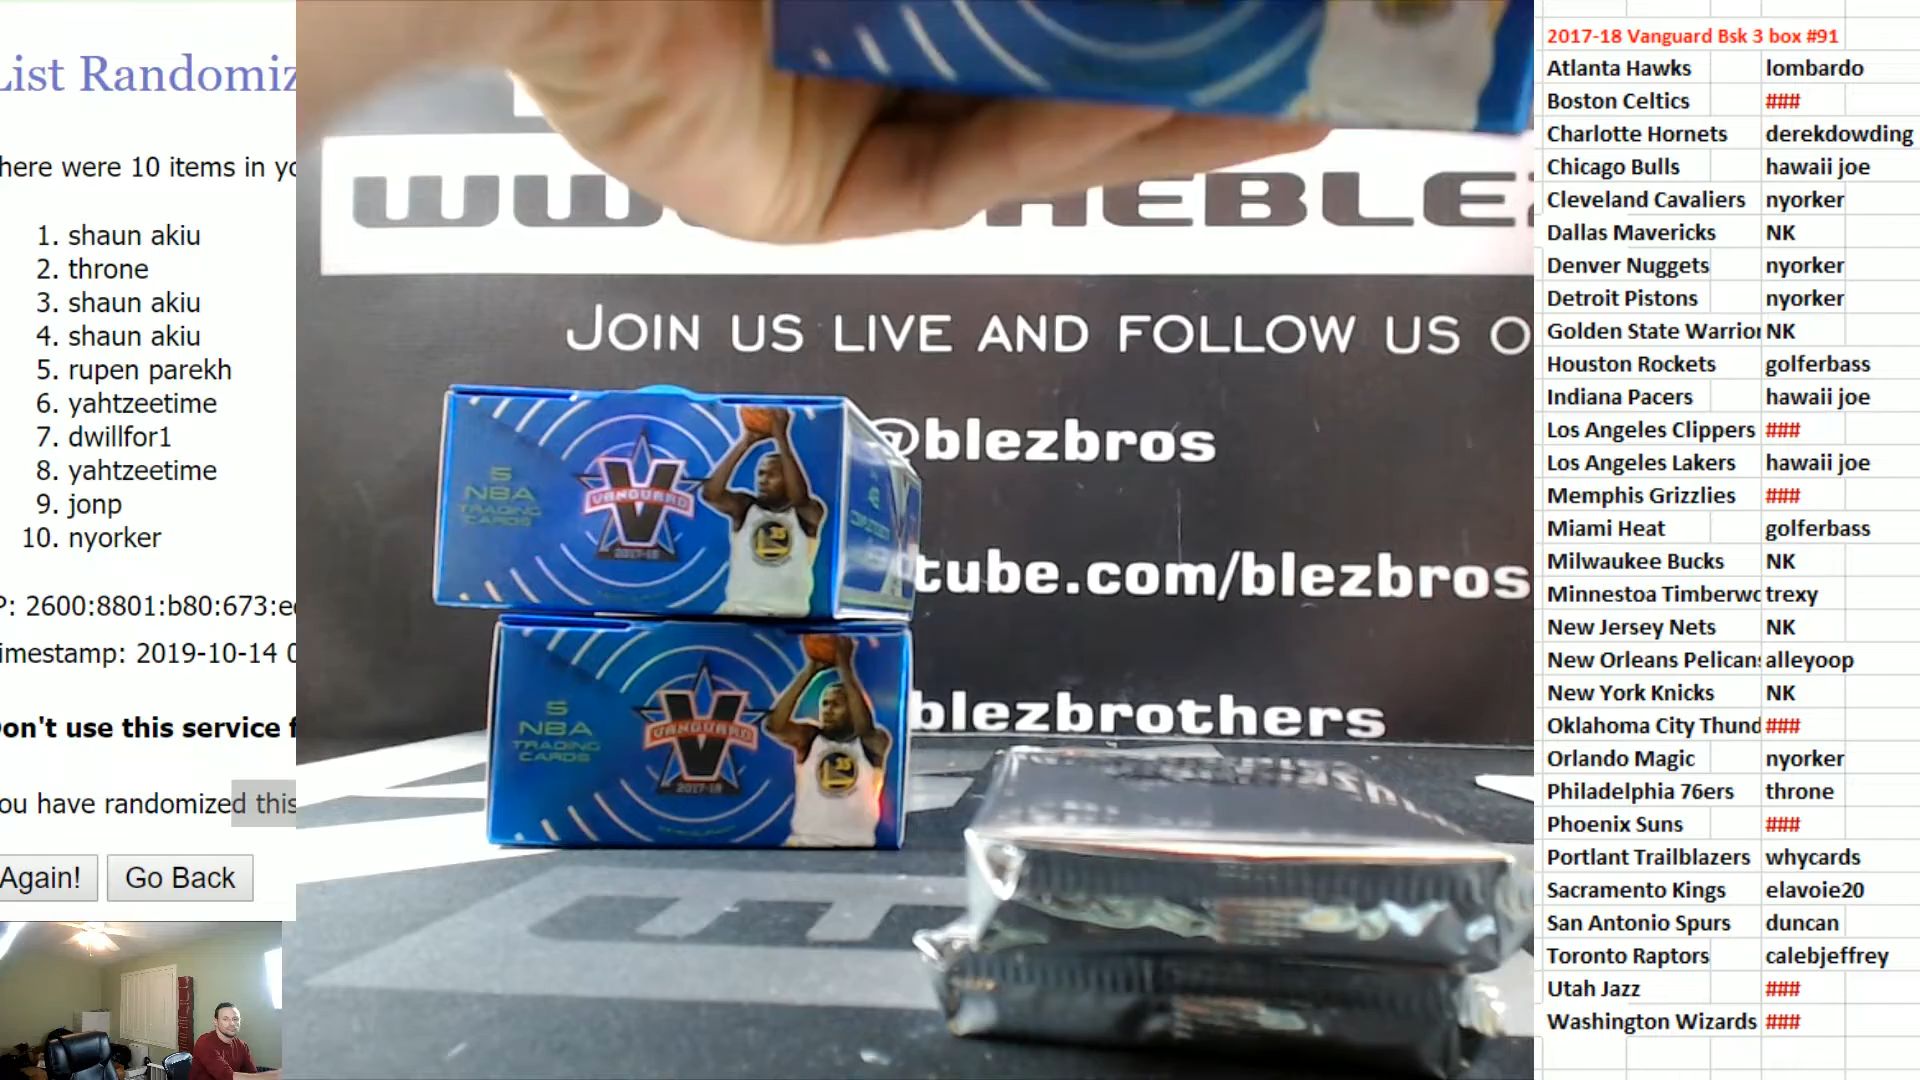 List Randomiz
here were 10 items in yo
1. shaun akiu
2. throne
3. shaun akiu
4. shaun akiu
5. rupen parekh
6. yahtzeetime
7. dwillfor1
8. yahtzeetime
9. jonp
10. nyorker
P: 2600:8801:b80:673:e
imestamp: 2019-10-14 0
on't use this service f
ou have randomized this
Again!
Go Back
JOIN US LIVE AND FOLLOW US O
@blezbros
tube.com/blezbros
blezbrothers
5
NBA
TRADING
CARDS
VANGUARD
2017-18
35
5
NBA
TRADING
CARDS
VANGUARD
2017-18
35
2017-18 Vanguard Bsk 3 box #91
Atlanta Hawks lombardo
Boston Celtics ###
Charlotte Hornets derekdowding
Chicago Bulls hawaii joe
Cleveland Cavaliers nyorker
Dallas Mavericks NK
Denver Nuggets nyorker
Detroit Pistons nyorker
Golden State Warrior NK
Houston Rockets golferbass
Indiana Pacers hawaii joe
Los Angeles Clippers ###
Los Angeles Lakers hawaii joe
Memphis Grizzlies ###
Miami Heat golferbass
Milwaukee Bucks NK
Minnestoa Timberwo trexy
New Jersey Nets NK
New Orleans Pelicans alleyoop
New York Knicks NK
Oklahoma City Thund ###
Orlando Magic nyorker
Philadelphia 76ers throne
Phoenix Suns ###
Portlant Trailblazers whycards
Sacramento Kings elavoie20
San Antonio Spurs duncan
Toronto Raptors calebjeffrey
Utah Jazz ###
Washington Wizards ###